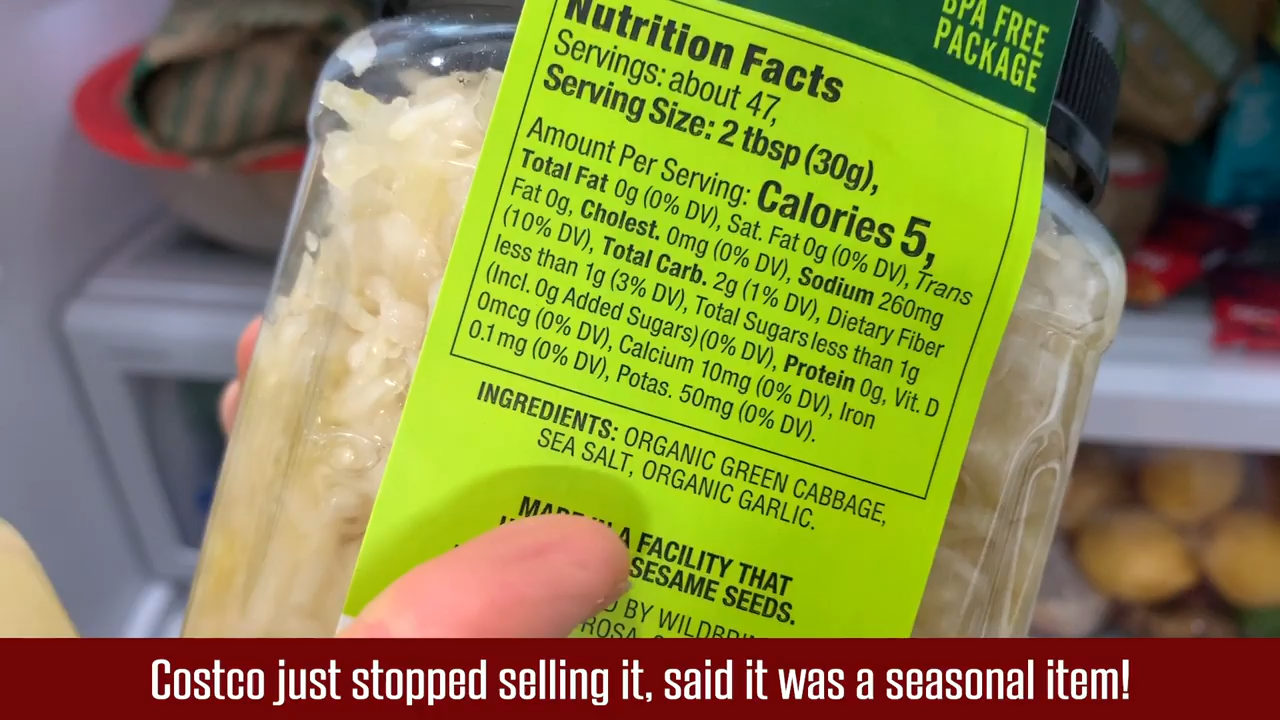 BPA FREE
PACKAGE
Nutrition Facts
Servings: about 47,
Serving Size: 2 tbsp (30g),
Amount Per Serving: Calories 5,
Total Fat 0g (0% DV), Sat. Fat 0g (0% DV), Trans
Fat 0g, Cholest. 0mg (0% DV), Sodium 260mg
(10% DV), Total Carb. 2g (1% DV), Dietary Fiber
less than 1g (3% DV), Total Sugars less than 1g
(Incl. 0g Added Sugars)(0% DV), Protein 0g, Vit. D
0mcg (0% DV), Calcium 10mg (0% DV), Iron
0.1mg (0% DV), Potas. 50mg (0% DV).
INGREDIENTS: ORGANIC GREEN CABBAGE,
SEA SALT, ORGANIC GARLIC.
MADE IN A FACILITY THAT
SESAME SEEDS.
BY
Costco just stopped selling it, said it was a seasonal item!